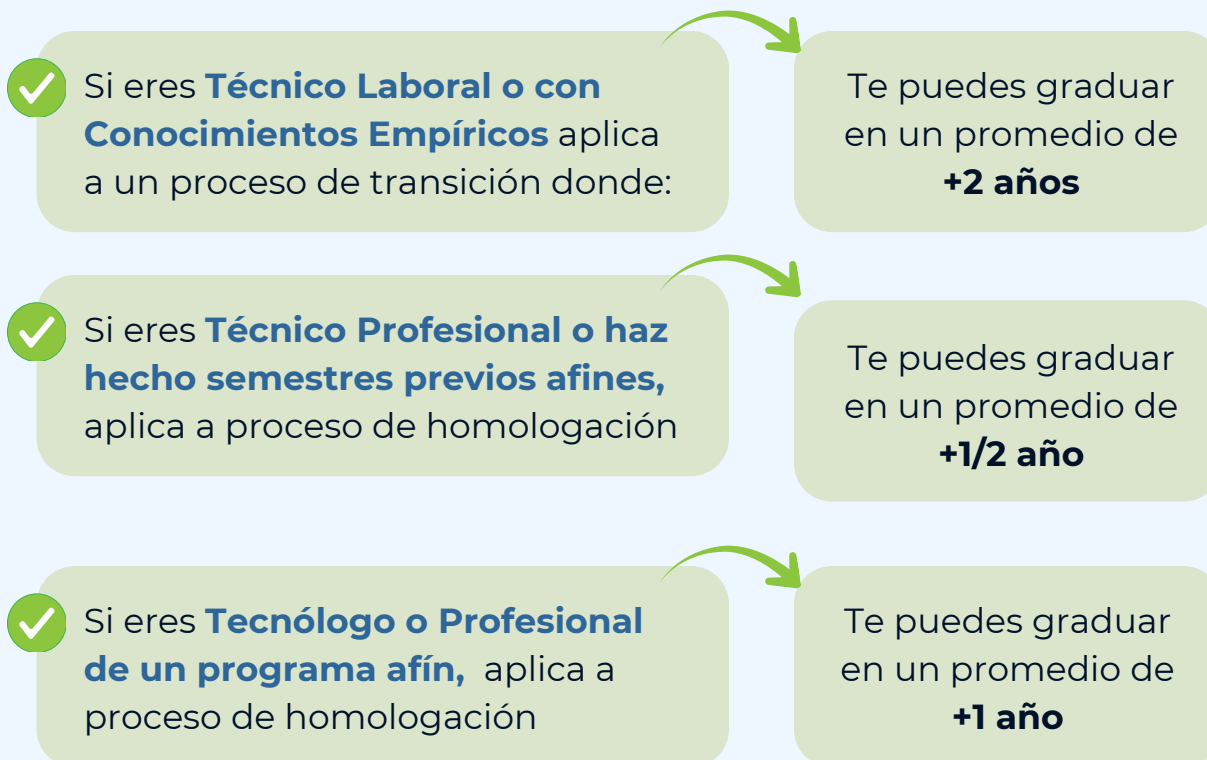 Si eres Técnico Laboral o con
Conocimientos Empíricos aplica
a un proceso de transición donde:
Te puedes graduar
en un promedio de
+2 años
Si eres Técnico Profesional o haz
hecho semestres previos afines,
aplica a proceso de homologación
Te puedes graduar
en un promedio de
+1/2 año
Si eres Tecnólogo o Profesional
de un programa afín, aplica a
proceso de homologación
Te puedes graduar
en un promedio de
+1 año